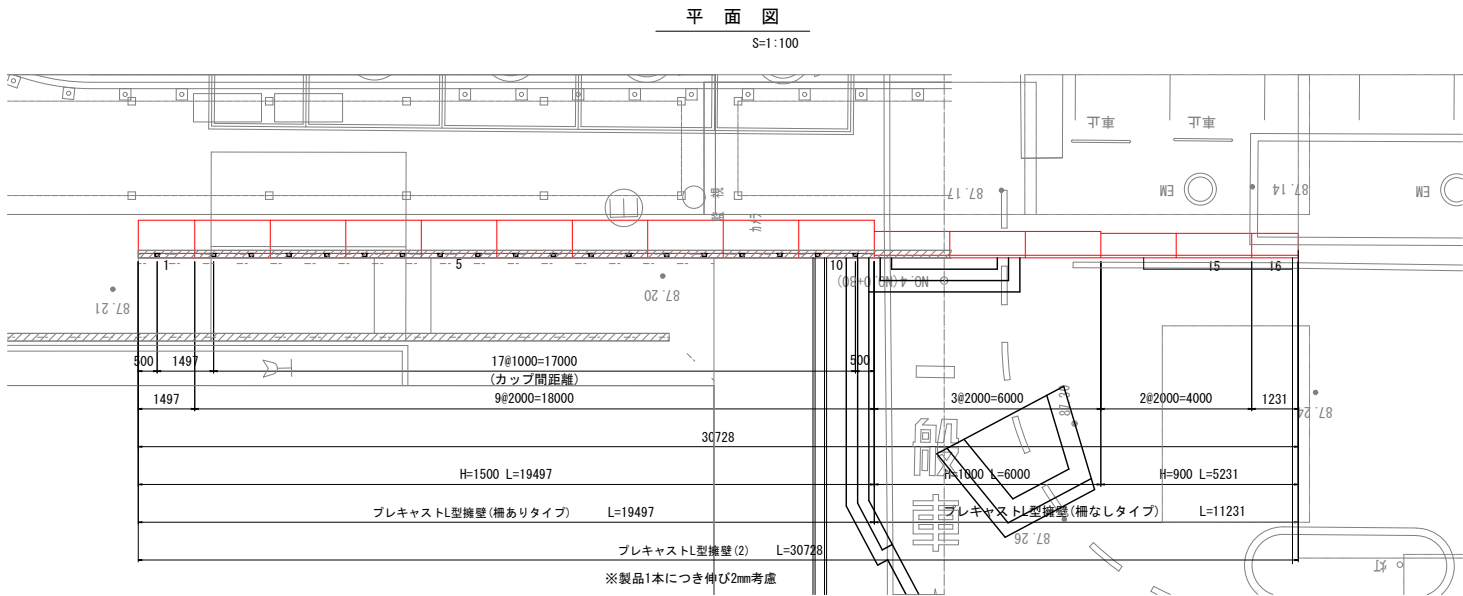 平 面 図
S=1:100
車止
車止
87.17
EM
87.14
EM
カメラ
1
5
10
15
16
NO.4(NO.0+80)
87.21
87.20
500
1497
17@1000=17000
500
(カップ間距離)
1497
9@2000=18000
3@2000=6000
2@2000=4000
1231
87.30
87.24
30728
H=1500 L=19497
H=1000 L=6000
H=900 L=5231
プレキャストL型擁壁(柵ありタイプ) L=19497
プレキャストL型擁壁(柵なしタイプ) L=11231
87.26
プレキャストL型擁壁(2) L=30728
灯
※製品1本につき伸び2mm考慮